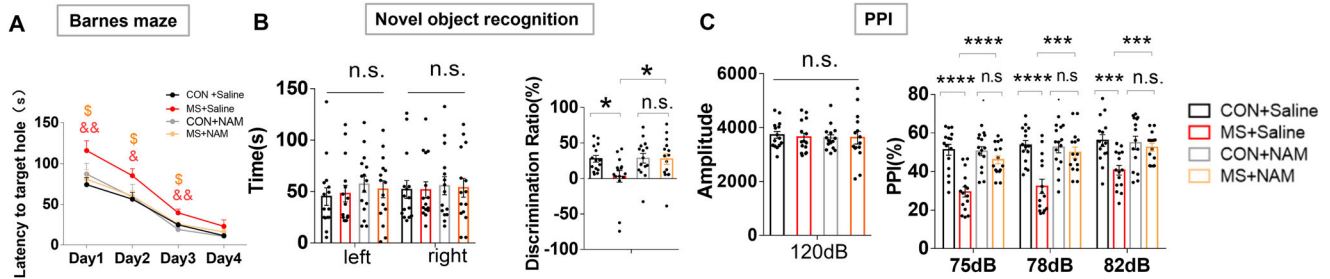 A
Barnes maze
Latency to target hole (s)
150
100
50
0
Day1 Day2 Day3 Day4
$
&&
$
&
$
&&
CON +Saline
MS+Saline
CON+NAM
MS+NAM
B
Novel object recognition
Time(s)
150
100
50
0
n.s. n.s.
left right
Discrimination Ratio(%)
100
50
0
-50
-100
*
* n.s.
C
PPI
Amplitude
6000
4000
2000
0
n.s.
120dB
PPI(%)
80
60
40
20
0
**** *** ***
**** n.s **** n.s *** n.s
75dB 78dB 82dB
CON+Saline
MS+Saline
CON+NAM
MS+NAM